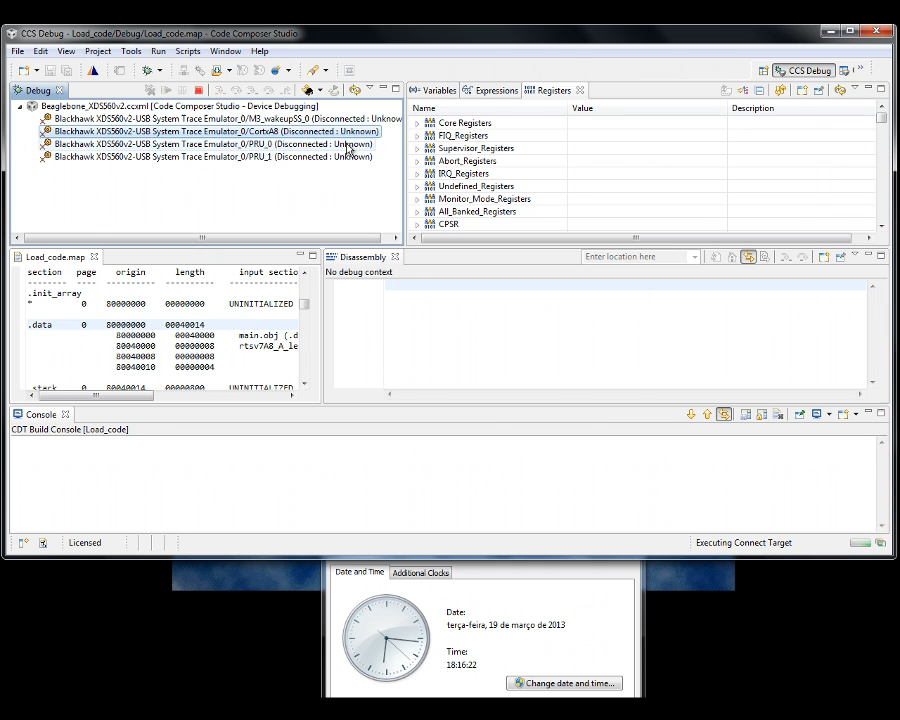 CCS Debug - Load_code/Debug/Load_code.map - Code Composer Studio
File Edit View Project Tools Run Scripts Window Help
CCS Debug
Debug
Beaglebone_XDS560v2.ccxml [Code Composer Studio - Device Debugging]
Blackhawk XDS560v2-USB System Trace Emulator_0/M3_wakeupSS_0 (Disconnected : Unknow
Blackhawk XDS560v2-USB System Trace Emulator_0/CortxA8 (Disconnected : Unknown)
Blackhawk XDS560v2-USB System Trace Emulator_0/PRU_0 (Disconnected : Unknown)
Blackhawk XDS560v2-USB System Trace Emulator_0/PRU_1 (Disconnected : Unknown)
(x)= Variables Expressions Registers
Name Value Description
Core Registers
FIQ_Registers
Supervisor_Registers
Abort_Registers
IRQ_Registers
Undefined_Registers
Monitor_Mode_Registers
All_Banked_Registers
CPSR
Load_code.map
section page origin length input sectio
-------- ---- ---------- ---------- ----------
.init_array
* 0 80000000 00000000 UNINITIALIZED
.data 0 80000000 00040014
80000000 00040000 main.obj (.d
80040000 00000008 rtsv7A8_A_le
80040008 00000008
80040010 00000004
.stack 0 80040014 00000800 UNINITIALIZED
Disassembly Enter location here
No debug context
Console
CDT Build Console [Load_code]
Licensed Executing Connect Target
Date and Time Additional Clocks
Date:
terça-feira, 19 de março de 2013
Time:
18:16:22
Change date and time...